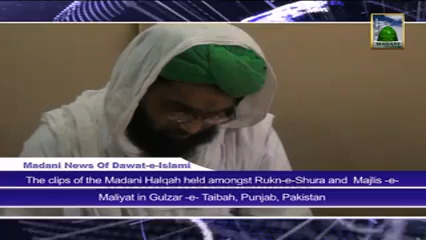 MADANI
Madani News Of Dawat-e-Islami
The clips of the Madani Halqah held amongst Rukn-e-Shura and Majlis -e-
Maliyat in Gulzar -e- Taibah, Punjab, Pakistan